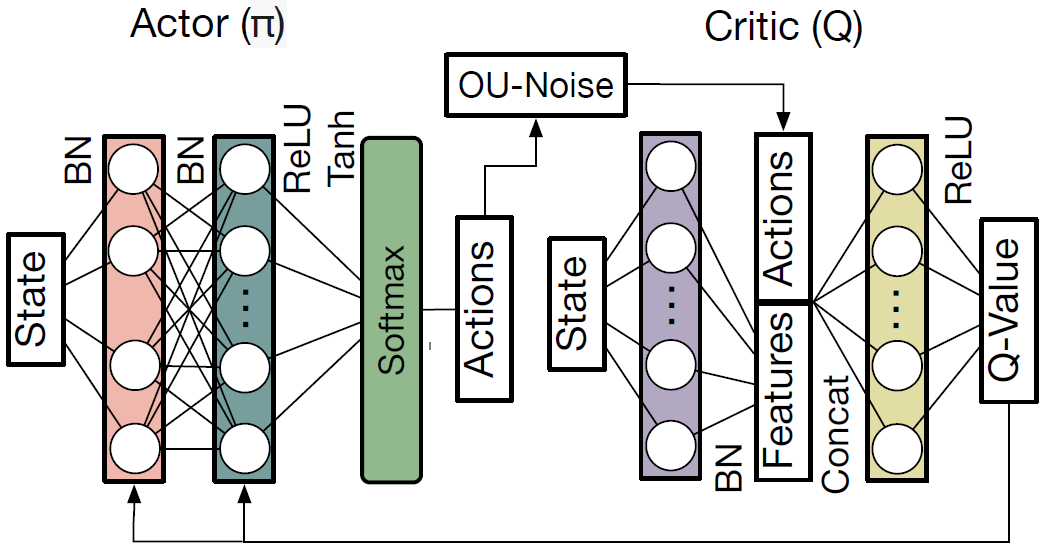 Actor (π)
Critic (Q)
OU-Noise
State
BN
BN
ReLU
Tanh
Softmax
Actions
State
BN
Actions
Features
Concat
ReLU
Q-Value